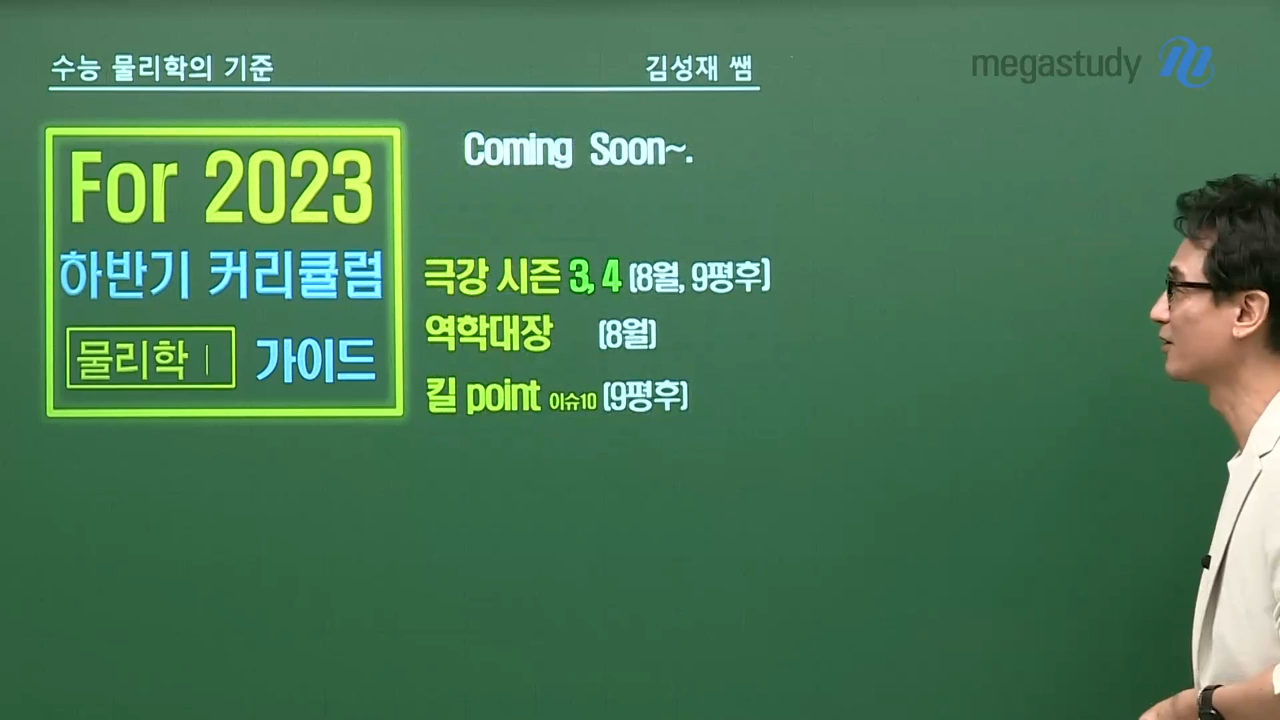 수능 물리학의 기준
김성재 쌤
megastudy
For 2023
하반기 커리큘럼
물리학 I
가이드
Coming Soon~.
극강 시즌 3, 4 (8월, 9평후)
역학대장 (8월)
킬 point 이슈10 (9평후)